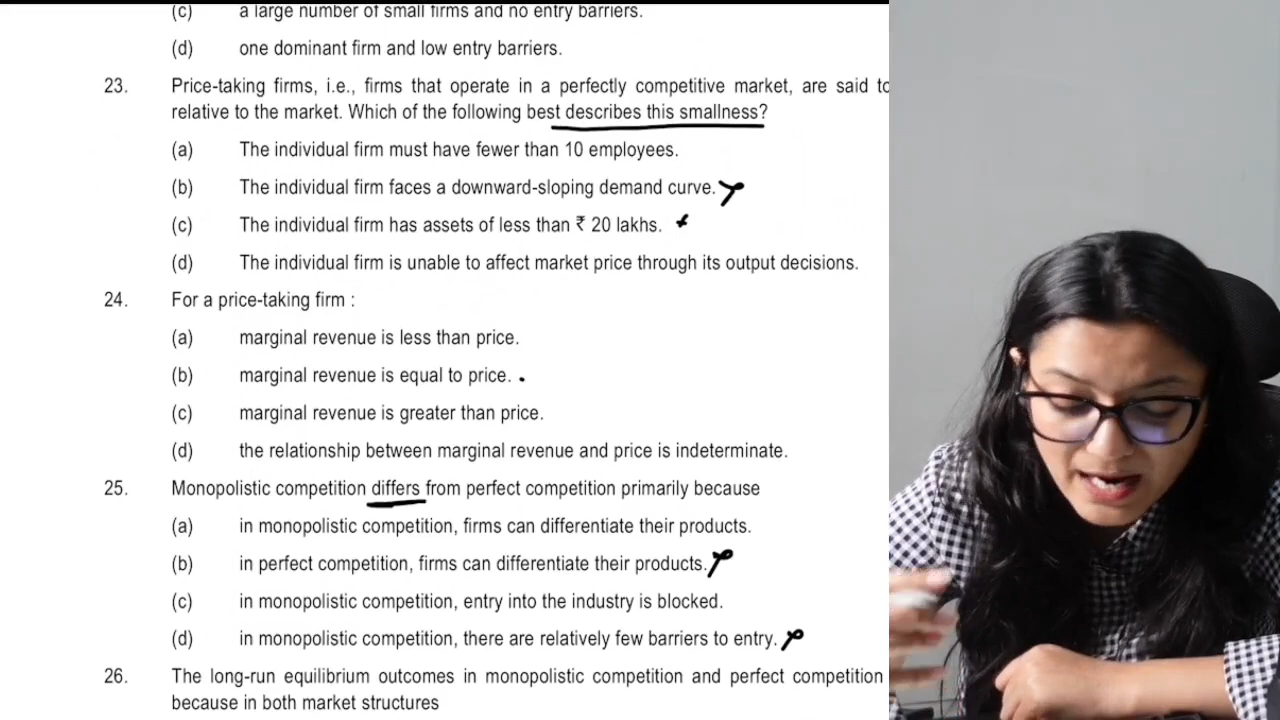 (c) a large number of small firms and no entry barriers.
(d) one dominant firm and low entry barriers.
23. Price-taking firms, i.e., firms that operate in a perfectly competitive market, are said to
relative to the market. Which of the following best describes this smallness?
(a) The individual firm must have fewer than 10 employees.
(b) The individual firm faces a downward-sloping demand curve.
(c) The individual firm has assets of less than ₹ 20 lakhs.
(d) The individual firm is unable to affect market price through its output decisions.
24. For a price-taking firm :
(a) marginal revenue is less than price.
(b) marginal revenue is equal to price.
(c) marginal revenue is greater than price.
(d) the relationship between marginal revenue and price is indeterminate.
25. Monopolistic competition differs from perfect competition primarily because
(a) in monopolistic competition, firms can differentiate their products.
(b) in perfect competition, firms can differentiate their products.
(c) in monopolistic competition, entry into the industry is blocked.
(d) in monopolistic competition, there are relatively few barriers to entry.
26. The long-run equilibrium outcomes in monopolistic competition and perfect competition
because in both market structures